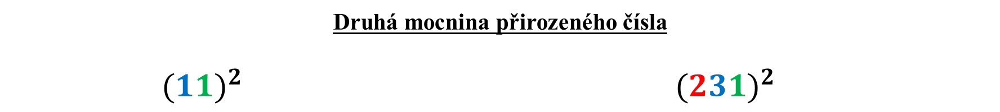 Druhá mocnina přirozeného čísla
(11)² (231)²